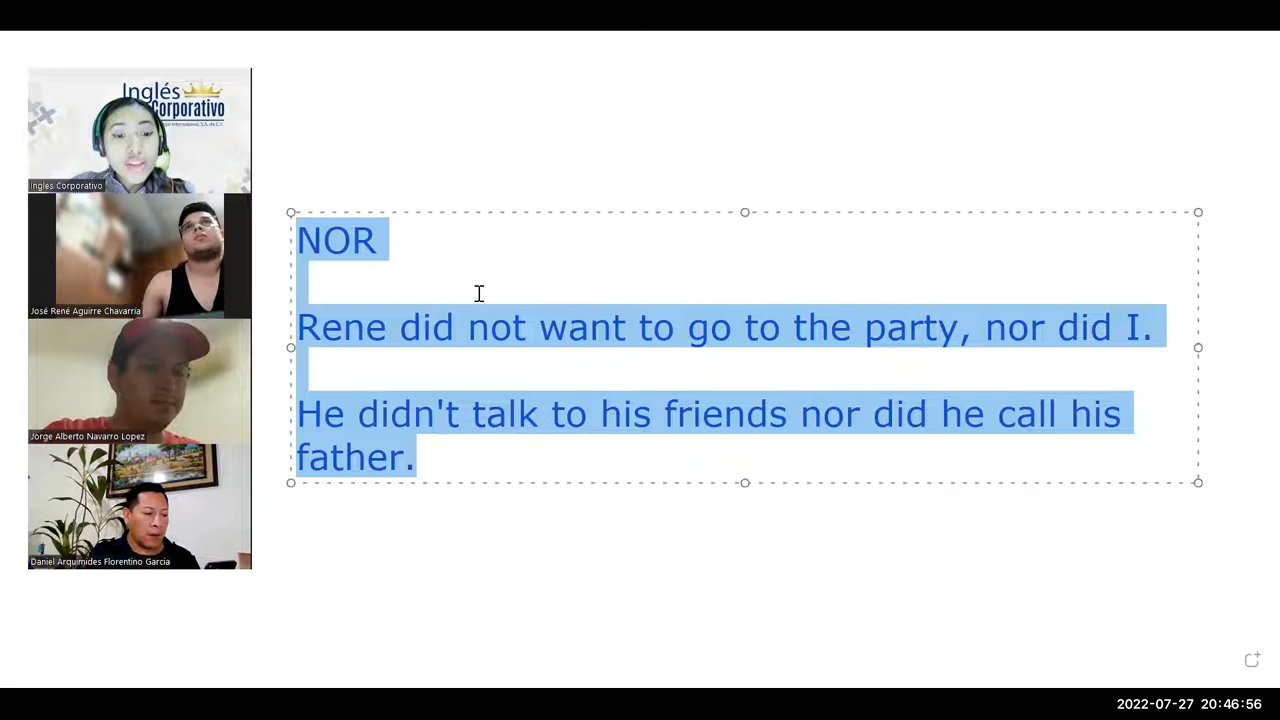 Inglés
Corporativo
Ingles Corporativo
José René Aguirre Chavarría
Jorge Alberto Navarro Lopez
Daniel Arquimides Florentino Garcia
NOR
Rene did not want to go to the party, nor did I.
He didn't talk to his friends nor did he call his
father.
2022-07-27 20:46:56